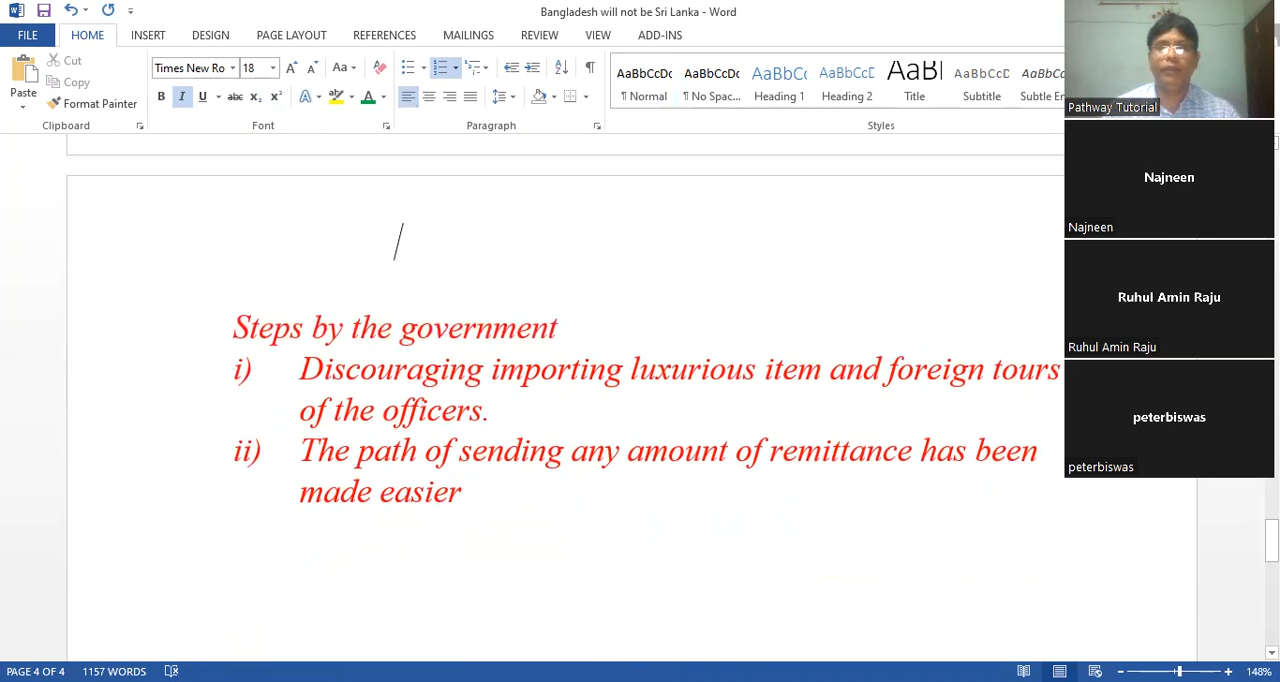 Bangladesh will not be Sri Lanka - Word
FILE HOME INSERT DESIGN PAGE LAYOUT REFERENCES MAILINGS REVIEW VIEW ADD-INS
Paste
Cut
Copy
Format Painter
Clipboard
Times New Ro 18
Font
Paragraph
AaBbCcDc AaBbCcDc AaBbCc AaBbCcD AaB AaBbCcD AaBbCcD
¶ Normal ¶ No Spac... Heading 1 Heading 2 Title Subtitle Subtle Em
Styles
Steps by the government
i) Discouraging importing luxurious item and foreign tours
of the officers.
ii) The path of sending any amount of remittance has been
made easier
Pathway Tutorial
Najneen
Najneen
Ruhul Amin Raju
Ruhul Amin Raju
peterbiswas
peterbiswas
PAGE 4 OF 4 1157 WORDS
148%